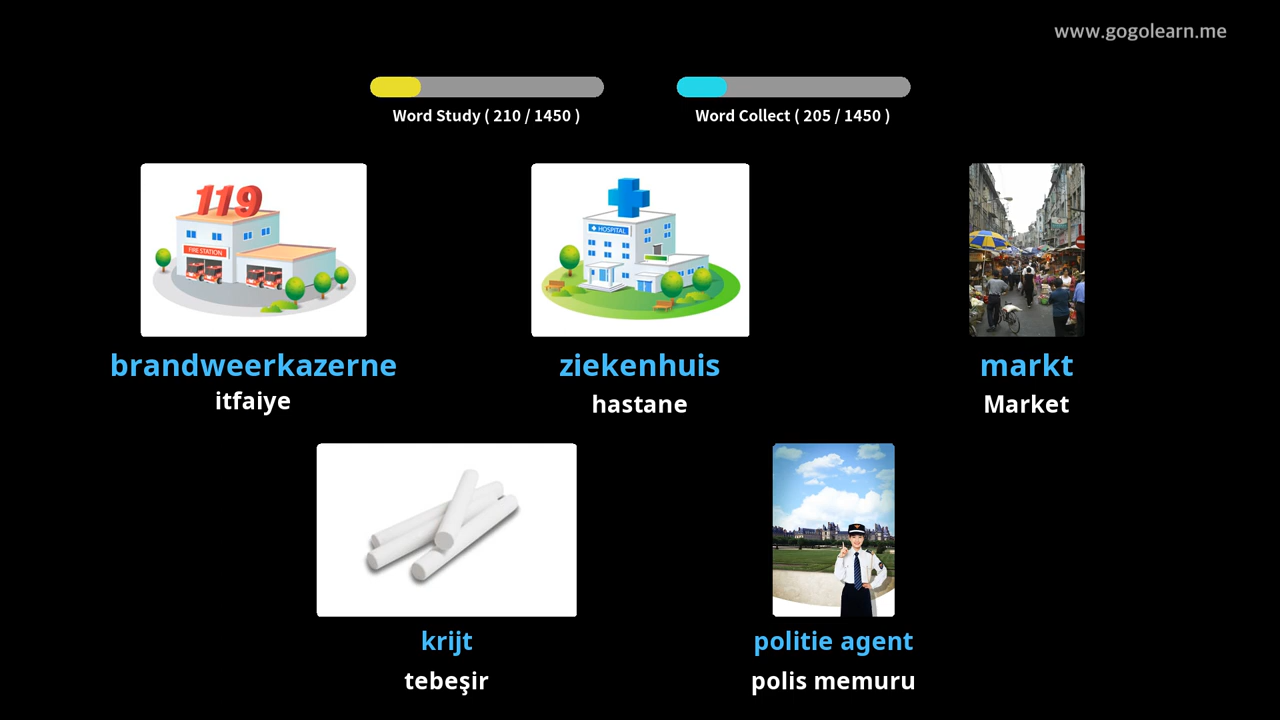 www.gogolearn.me
Word Study ( 210 / 1450 )
Word Collect ( 205 / 1450 )
119
FIRE STATION
HOSPITAL
brandweerkazerne
ziekenhuis
markt
itfaiye
hastane
Market
krijt
politie agent
tebeşir
polis memuru